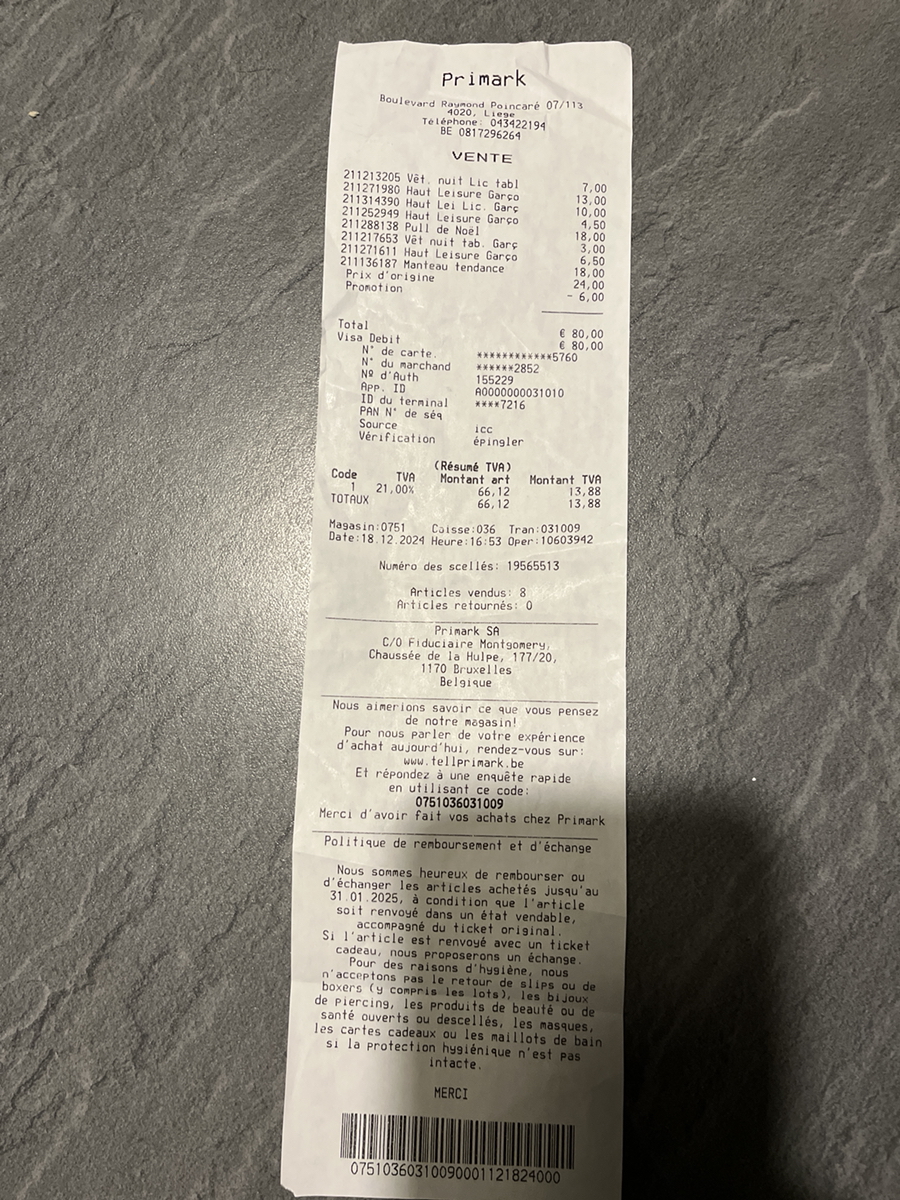 Primark
Boulevard Raymond Poincaré 07/113
4020, Liege
Téléphone: 043422194
BE 0817296264
VENTE
211213205 Vêt. nuit Lic tabl 7,00
211271980 Haut Leisure Garço 13,00
211314390 Haut Lei Lic. Garç 10,00
211252949 Haut Leisure Garço 4,50
211288138 Pull de Noël 18,00
211217653 Vêt nuit tab. Garç 3,00
211271611 Haut Leisure Garço 6,50
211136187 Manteau tendance 18,00
Prix d'origine 24,00
Promotion - 6,00
Total € 80,00
Visa Debit € 80,00
N° de carte. ************5760
N° du marchand ******2852
Nº d'Auth 155229
App. ID A0000000031010
ID du terminal ****7216
PAN N° de séq
Source icc
Vérification épingler
(Résumé TVA)
Code TVA Montant art Montant TVA
1 21,00% 66,12 13,88
TOTAUX 66,12 13,88
Magasin:0751 Caisse:036 Tran:031009
Date:18.12.2024 Heure:16:53 Oper:10603942
Numéro des scellés: 19565513
Articles vendus: 8
Articles retournés: 0
Primark SA
C/O Fiduciaire Montgomery,
Chaussée de la Hulpe, 177/20,
1170 Bruxelles
Belgique
Nous aimerions savoir ce que vous pensez
de notre magasin!
Pour nous parler de votre expérience
d'achat aujourd'hui, rendez-vous sur:
www.tellprimark.be
Et répondez à une enquête rapide
en utilisant ce code:
0751036031009
Merci d'avoir fait vos achats chez Primark
Politique de remboursement et d'échange
Nous sommes heureux de rembourser ou
d'échanger les articles achetés jusqu'au
31.01.2025, à condition que l'article
soit renvoyé dans un état vendable,
accompagné du ticket original.
Si l'article est renvoyé avec un ticket
cadeau, nous proposerons un échange.
Pour des raisons d'hygiène, nous
n'acceptons pas le retour de slips ou de
boxers (y compris les lots), les bijoux
de piercing, les produits de beauté ou de
santé ouverts ou descellés, les masques,
les cartes cadeaux ou les maillots de bain
si la protection hygiénique n'est pas
intacte.
MERCI
07510360310090001121824000